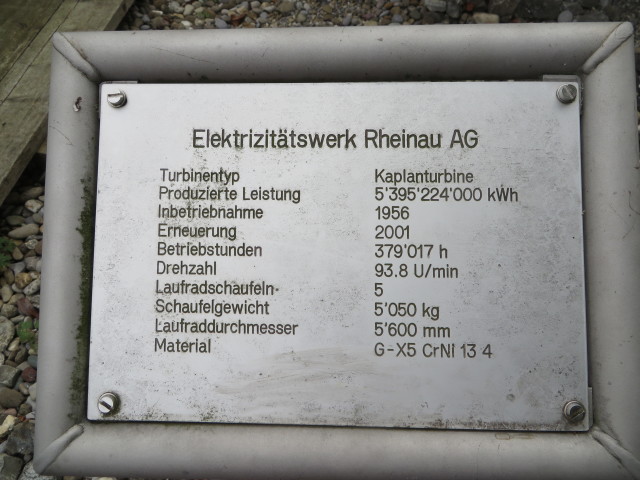 Elektrizitätswerk Rheinau AG
Turbinentyp Kaplanturbine
Produzierte Leistung 5'395'224'000 kWh
Inbetriebnahme 1956
Erneuerung 2001
Betriebstunden 379'017 h
Drehzahl 93.8 U/min
Laufradschaufeln 5
Schaufelgewicht 5'050 kg
Laufraddurchmesser 5'600 mm
Material G-X5 CrNi 13 4